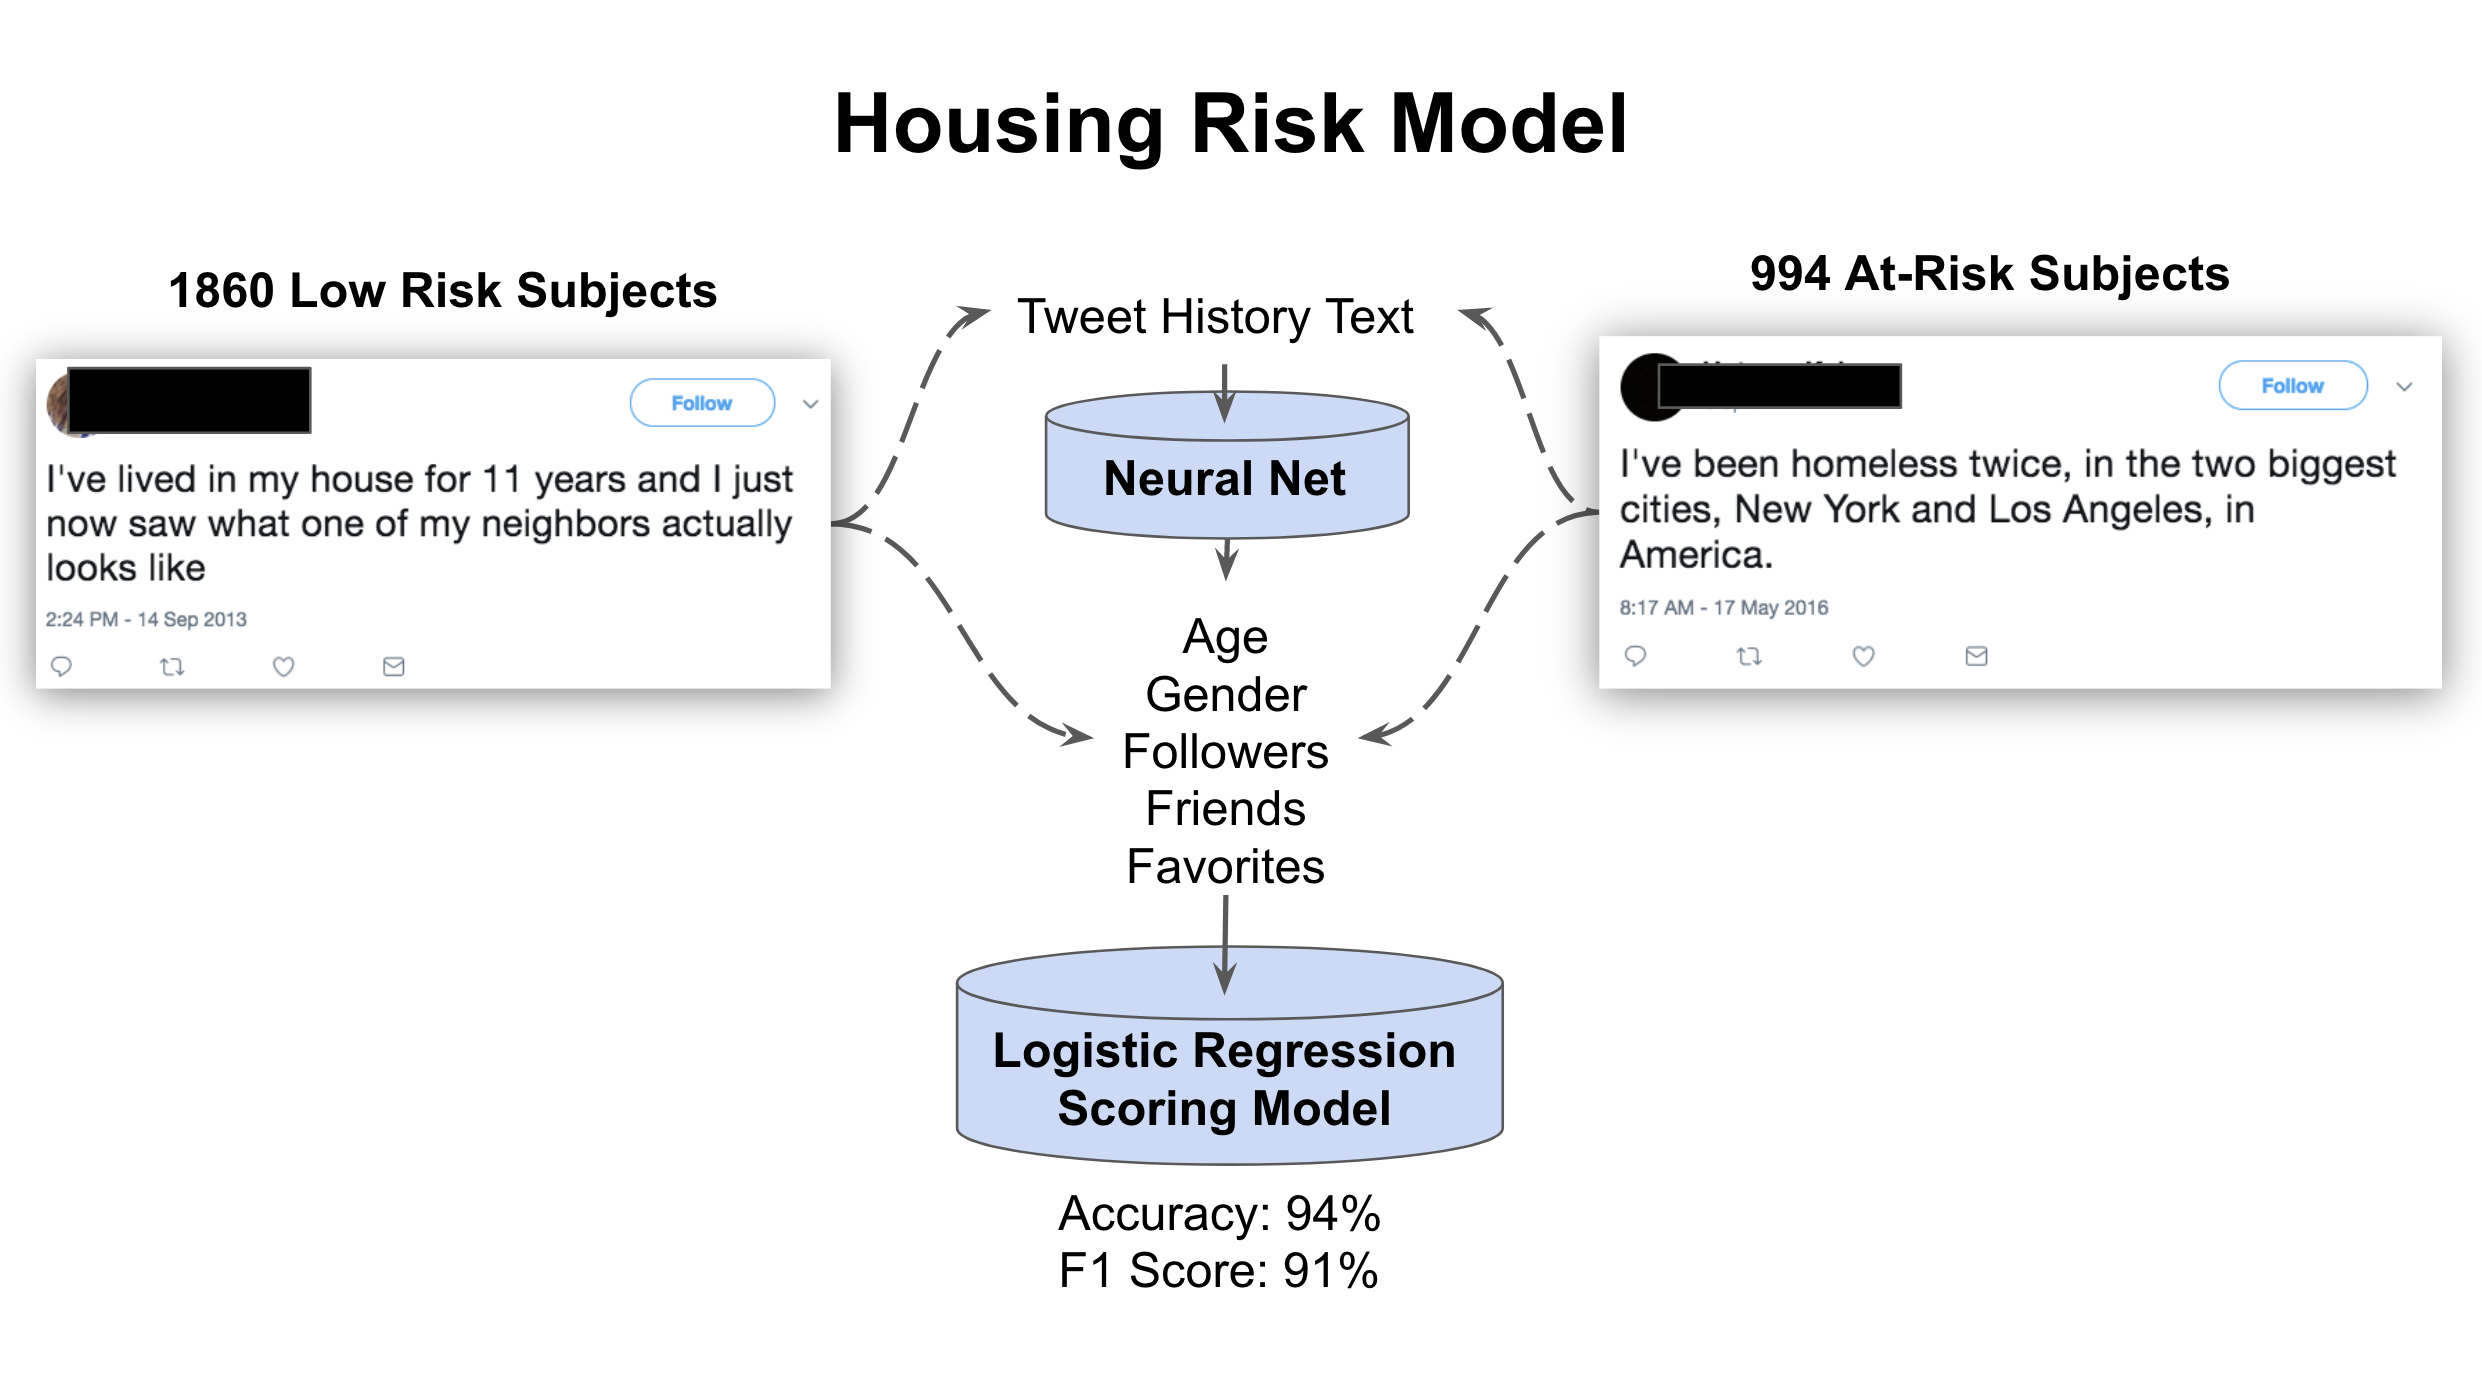 Housing Risk Model
1860 Low Risk Subjects
Follow
I've lived in my house for 11 years and I just
now saw what one of my neighbors actually
looks like
2:24 PM - 14 Sep 2013
Tweet History Text
Neural Net
Age
Gender
Followers
Friends
Favorites
Logistic Regression
Scoring Model
Accuracy: 94%
F1 Score: 91%
994 At-Risk Subjects
Follow
I've been homeless twice, in the two biggest
cities, New York and Los Angeles, in
America.
8:17 AM - 17 May 2016